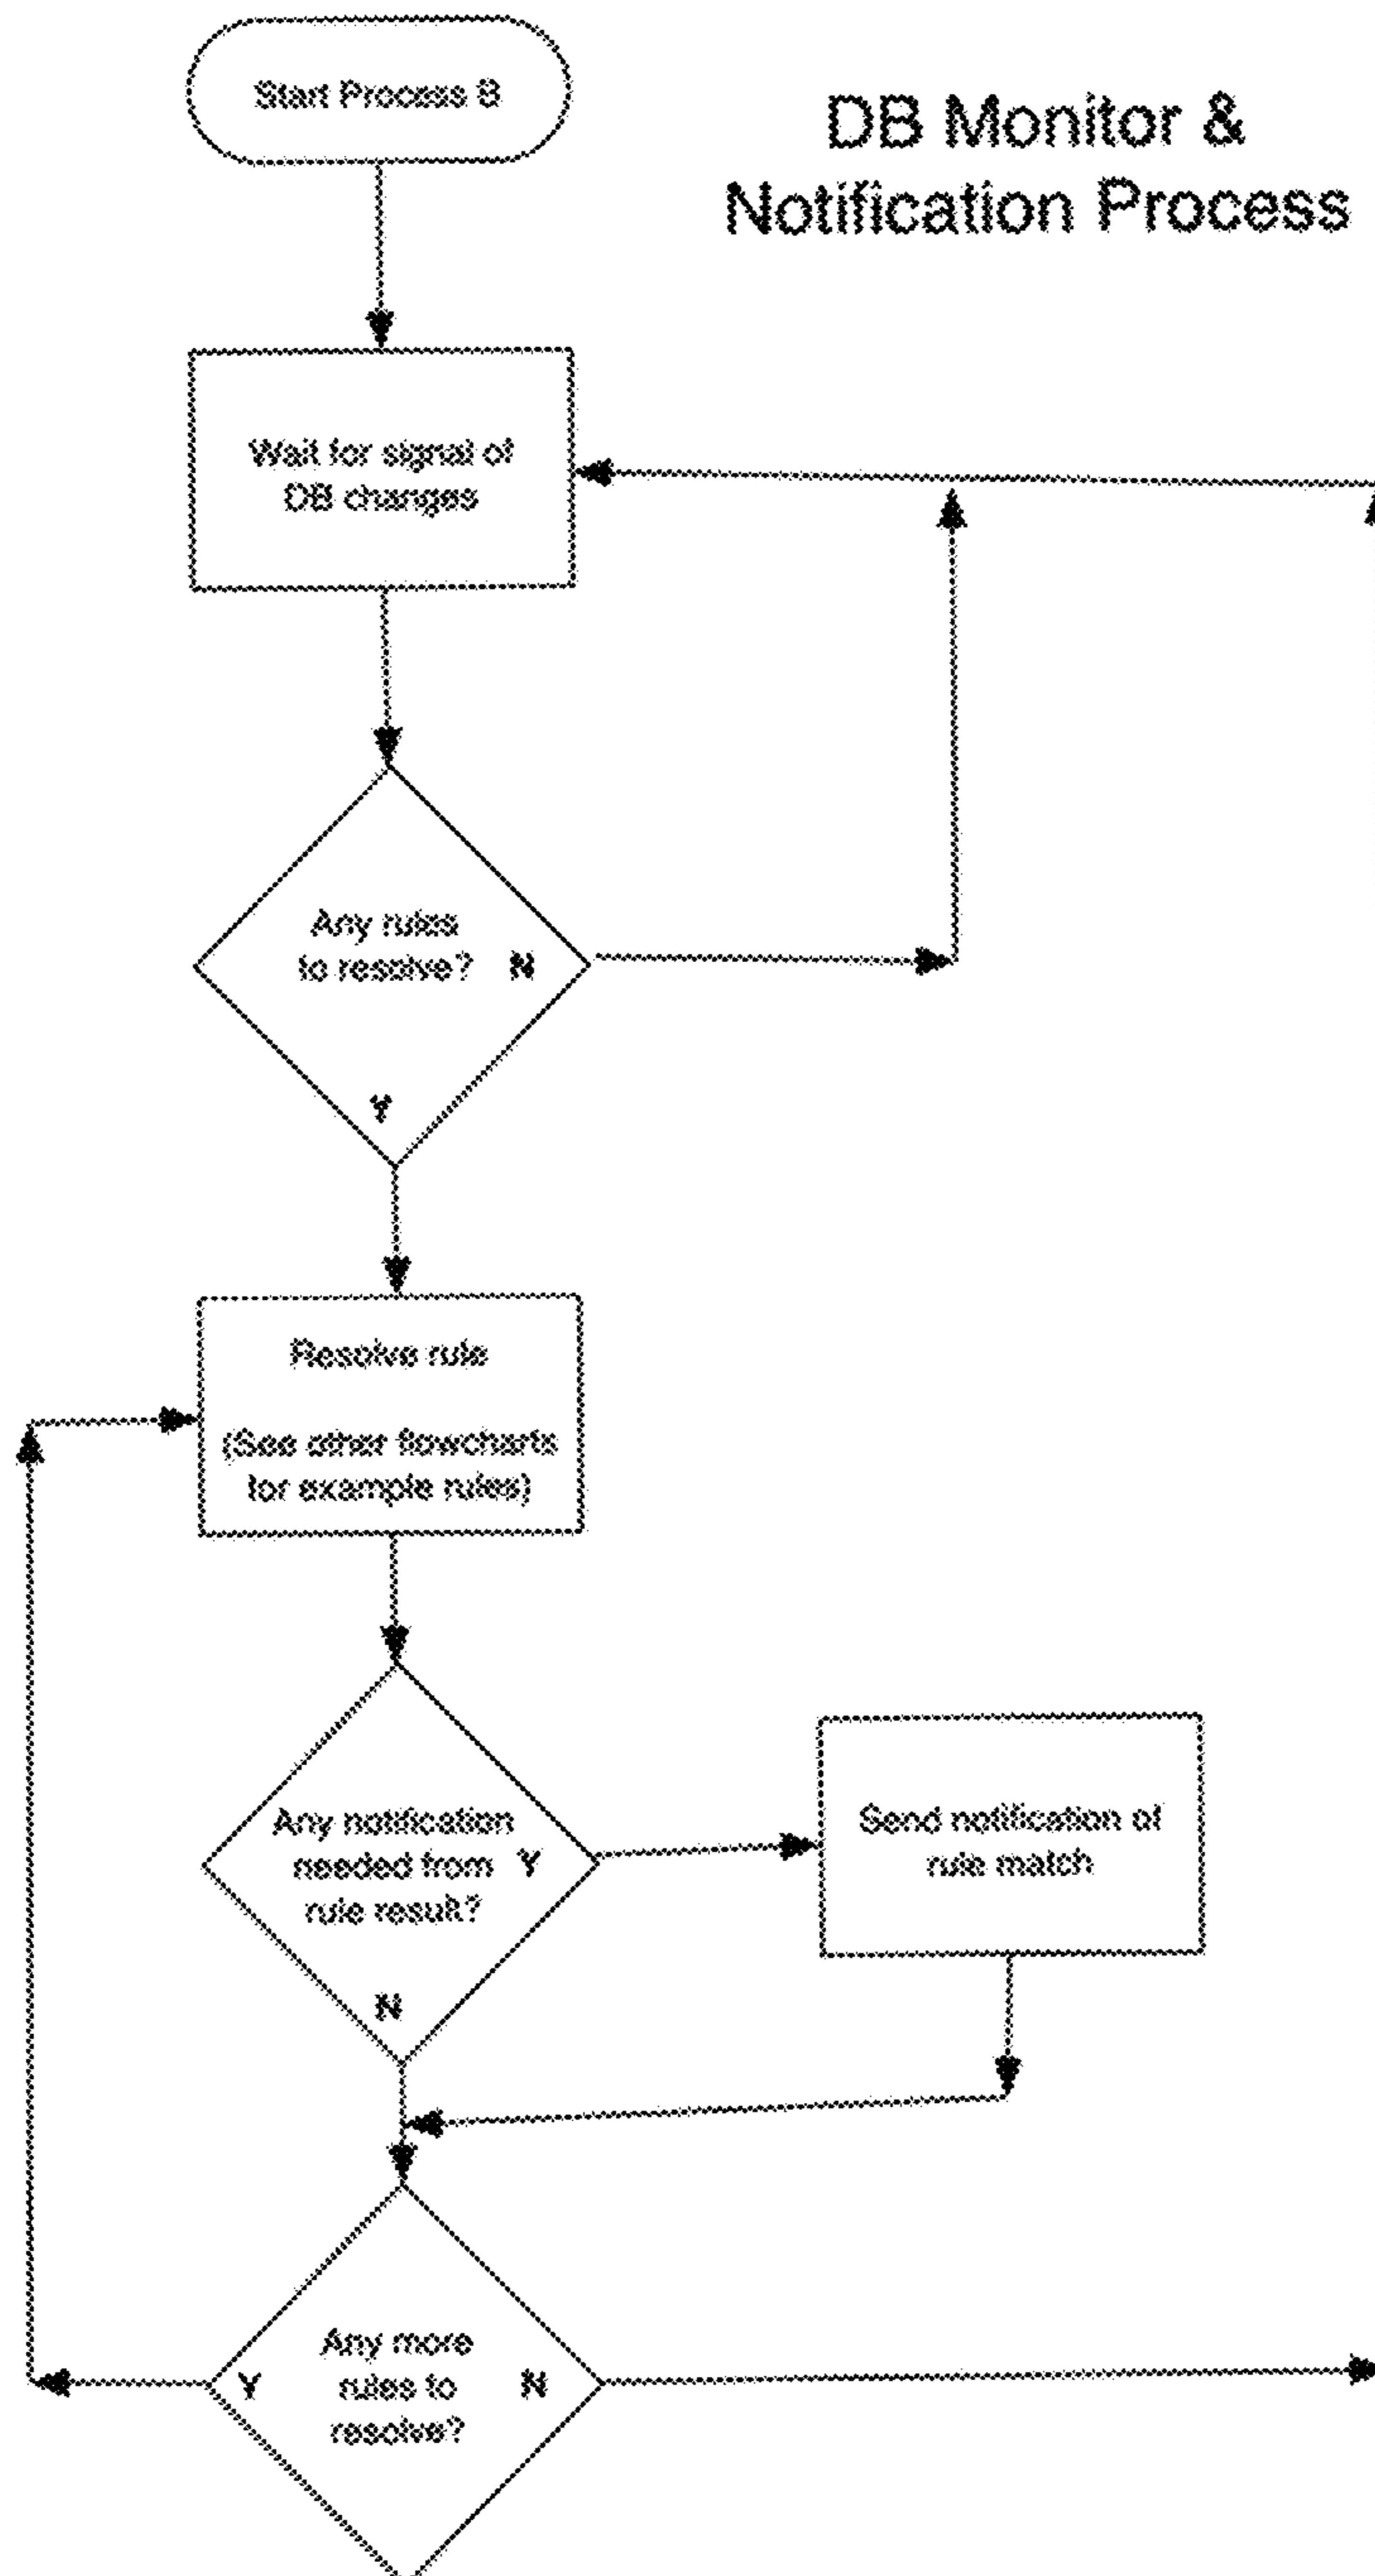 Start Process B
DB Monitor &
Notification Process
Wait for signal of
DB changes
Any rules
to resolve?
N
Y
Resolve rule
(See other flowcharts
for example rules)
Any notification
needed from
rule result?
Y
N
Send notification of
rule match
Any more
rules to
resolve?
Y
N